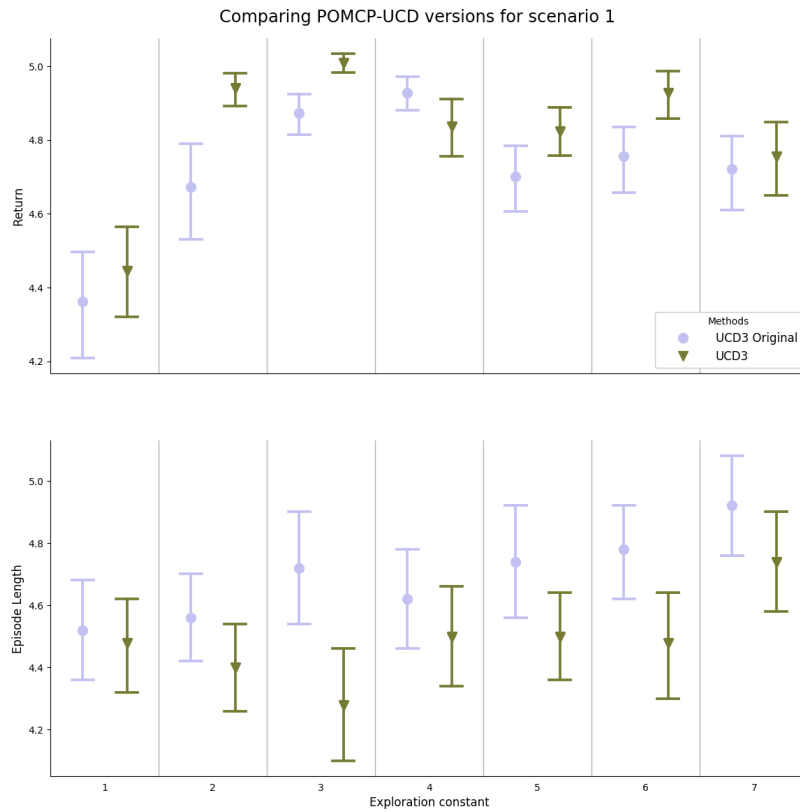 Comparing POMCP-UCD versions for scenario 1
5.0
4.8
4.6
4.4
4.2
Return
Methods
UCD3 Original
UCD3
5.0
4.8
4.6
4.4
4.2
Episode Length
1 2 3 4 5 6 7
Exploration constant